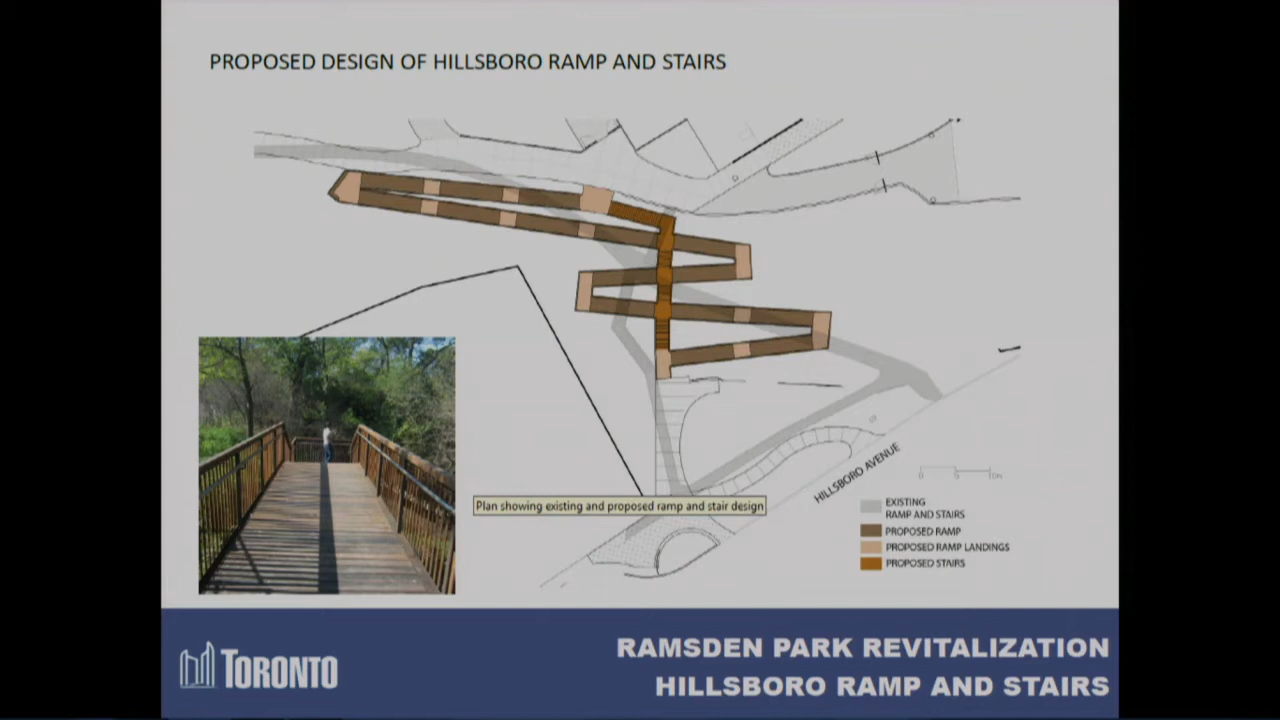 PROPOSED DESIGN OF HILLSBORO RAMP AND STAIRS
HILLSBORO AVENUE
Plan showing existing and proposed ramp and stair design
EXISTING
RAMP AND STAIRS
PROPOSED RAMP
PROPOSED RAMP LANDINGS
PROPOSED STAIRS
TORONTO
RAMSDEN PARK REVITALIZATION
HILLSBORO RAMP AND STAIRS